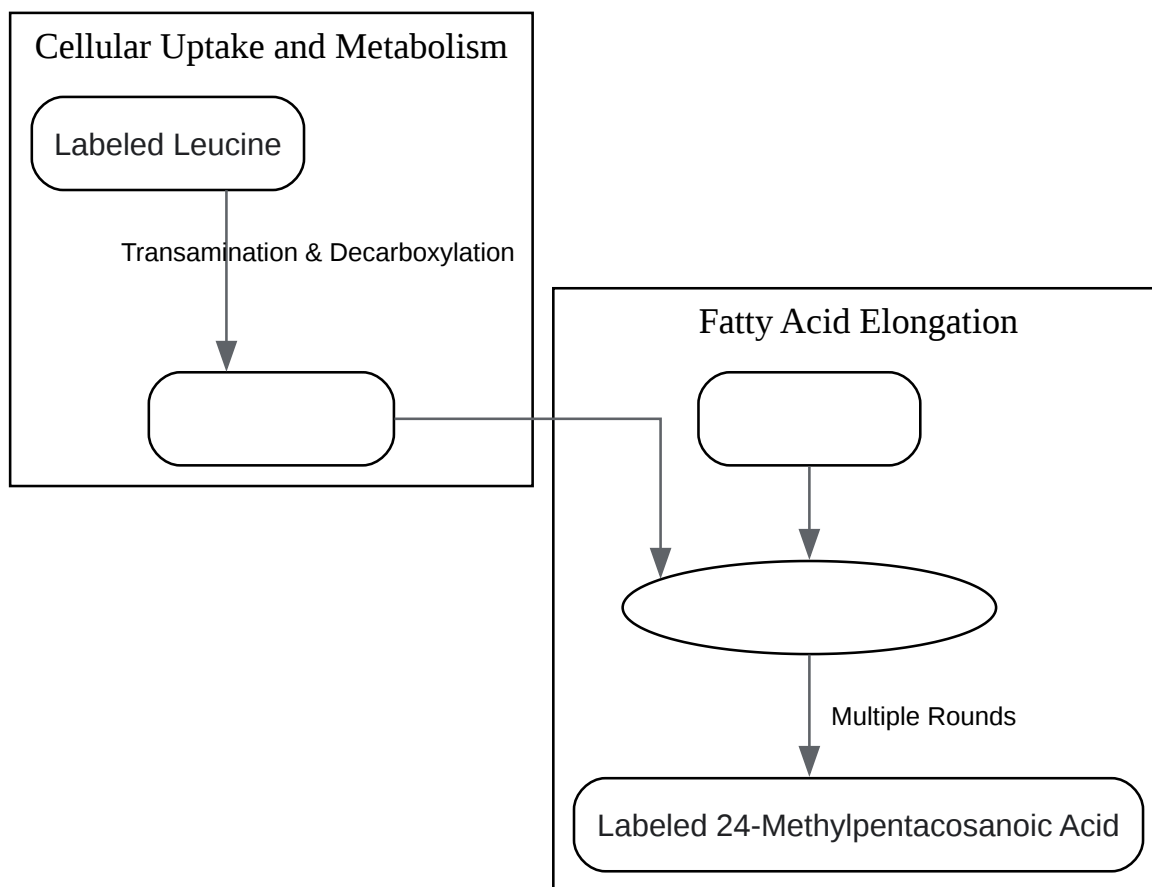 Cellular Uptake and Metabolism
Labeled Leucine
Transamination & Decarboxylation
Fatty Acid Elongation
Multiple Rounds
Labeled 24-Methylpentacosanoic Acid